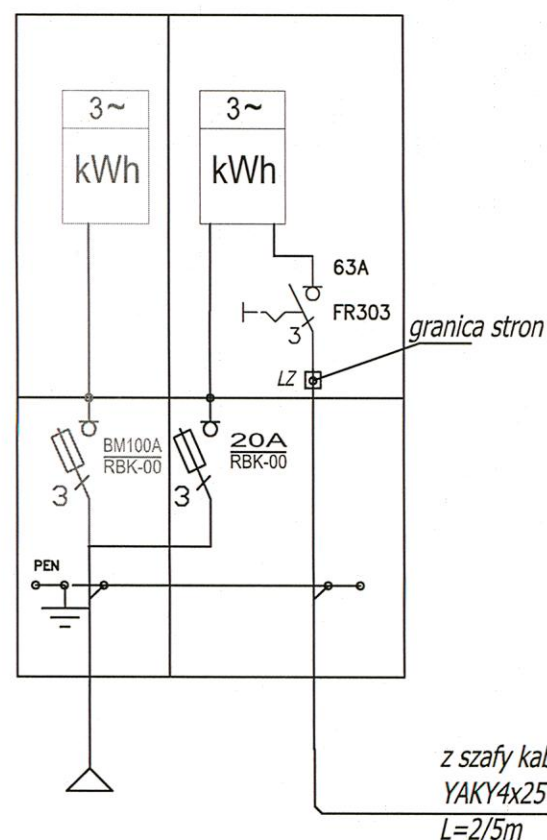 3~
3~
kWh
kWh
63A
FR303
3
granica stron
LZ
BM100A
RBK-00
3
20A
RBK-00
3
PEN
z szafy
YAKY4x25
L=2/5m